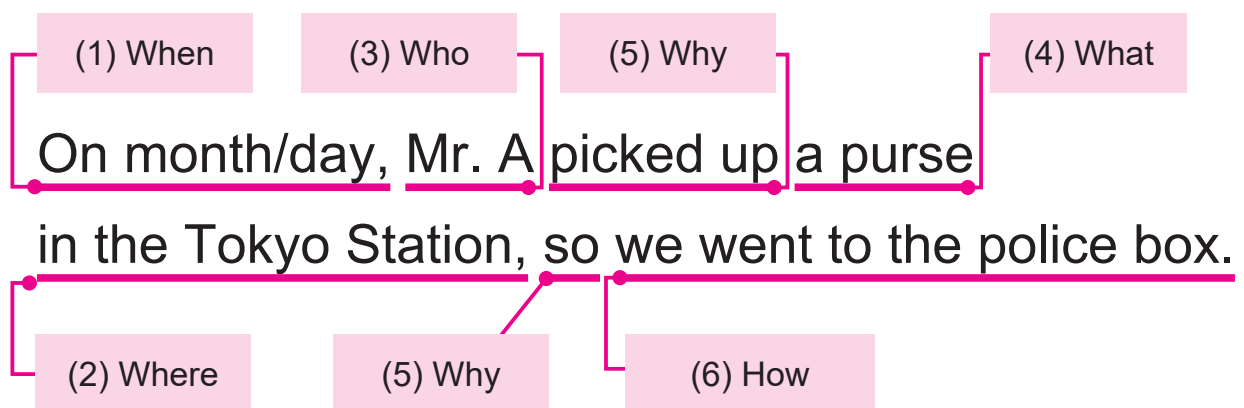 (1) When (3) Who (5) Why (4) What
On month/day, Mr. A picked up a purse
in the Tokyo Station, so we went to the police box.
(2) Where (5) Why (6) How